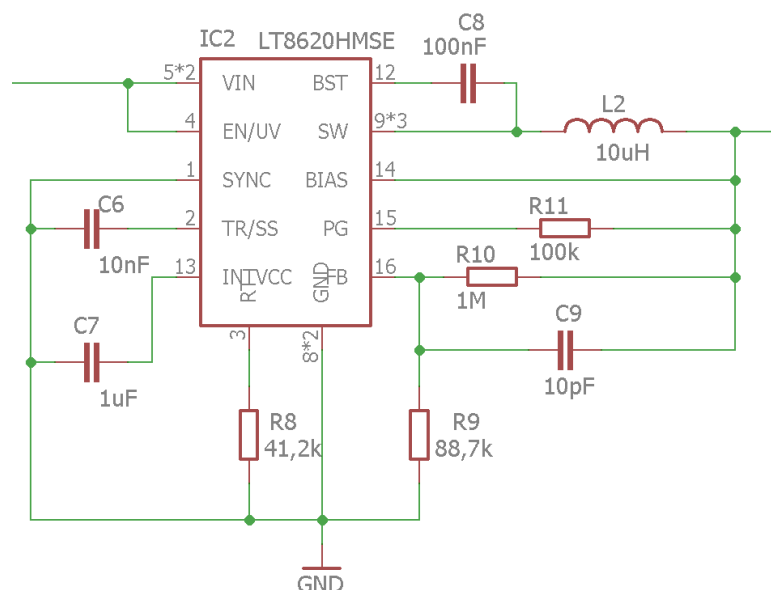 IC2 LT8620HMSE
C8
100nF
5*2 VIN BST 12
L2
10uH
4 EN/UV SW 9*3
1 SYNC BIAS 14
C6
10nF
2 TR/SS PG 15
R11
100k
13 INTVCC FB 16
RT GND
R10
1M
C7
1uF
3 8*2
C9
10pF
R8
41,2k
R9
88,7k
GND